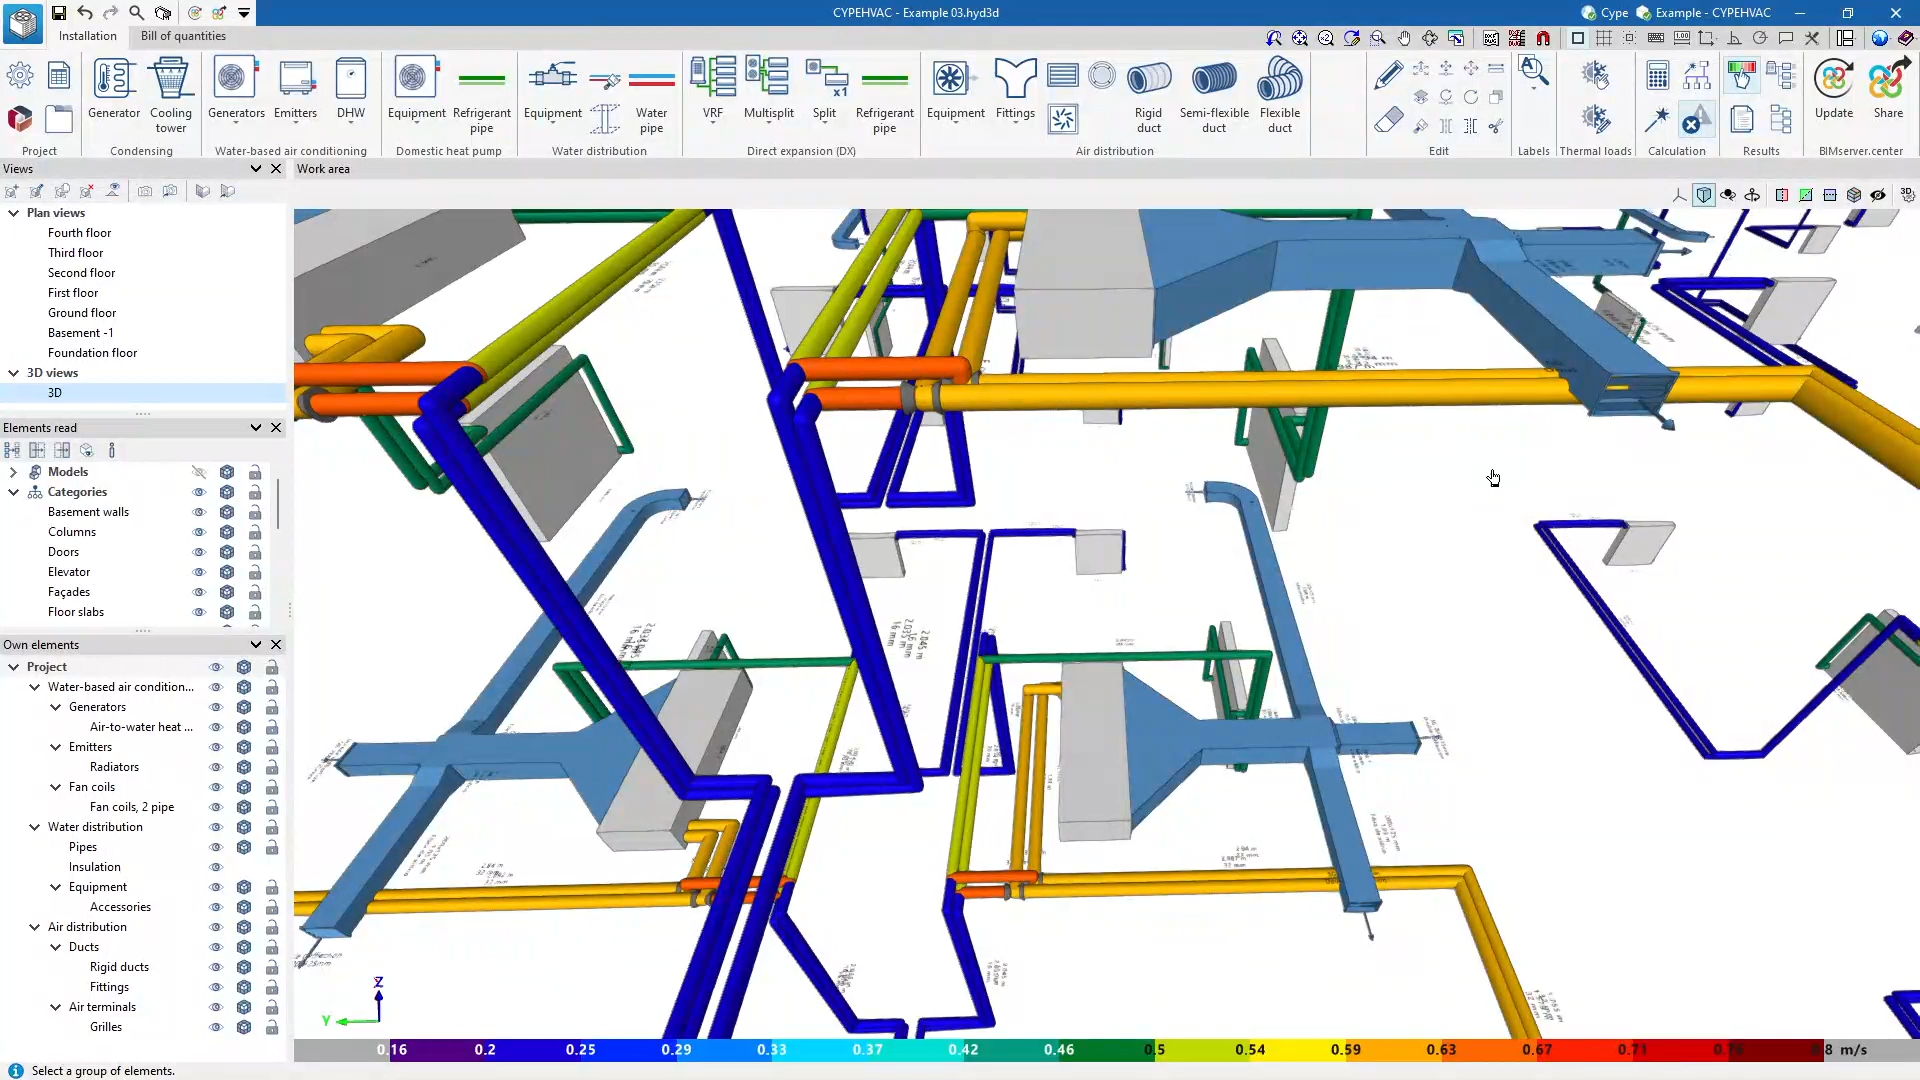 CYPEHVAC - Example 03.hyd3d
Cype
Example - CYPEHVAC
Installation
Bill of quantities
Generator
Cooling tower
Generators
Emitters
DHW
Equipment
Refrigerant pipe
Equipment
Water pipe
VRF
Multisplit
Split
x1
Refrigerant pipe
Equipment
Fittings
Rigid duct
Semi-flexible duct
Flexible duct
Update
Share
Project
Condensing
Water-based air conditioning
Domestic heat pump
Water distribution
Direct expansion (DX)
Air distribution
Edit
Labels
Thermal loads
Calculation
Results
BIMserver.center
Views
Work area
Plan views
Fourth floor
Third floor
Second floor
First floor
Ground floor
Basement -1
Foundation floor
3D views
3D
Elements read
Models
Categories
Basement walls
Columns
Doors
Elevator
Façades
Floor slabs
Own elements
Project
Water-based air condition...
Generators
Air-to-water heat ...
Emitters
Radiators
Fan coils
Fan coils, 2 pipe
Water distribution
Pipes
Insulation
Equipment
Accessories
Air distribution
Ducts
Rigid ducts
Fittings
Air terminals
Grilles
Z
Y
0.16 0.2 0.25 0.29 0.33 0.37 0.42 0.46 0.5 0.54 0.59 0.63 0.67 0.71 m/s
Select a group of elements.